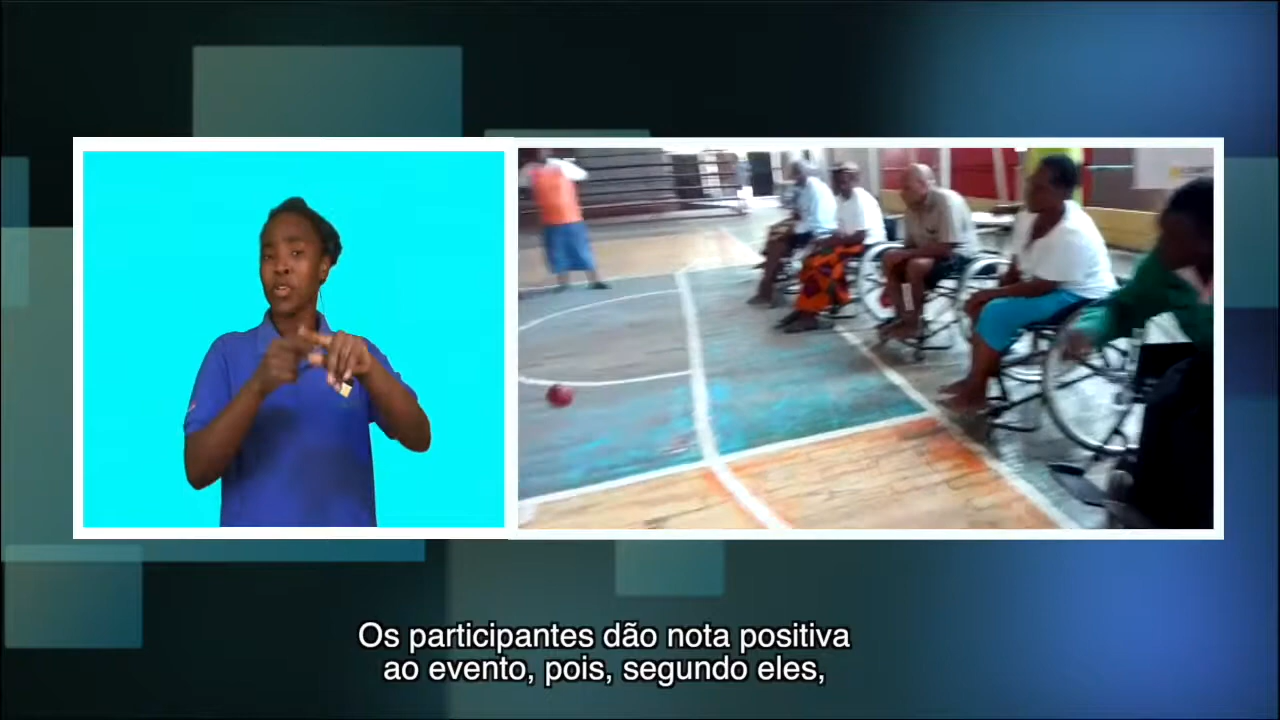 Os participantes dão nota positiva
ao evento, pois, segundo eles,